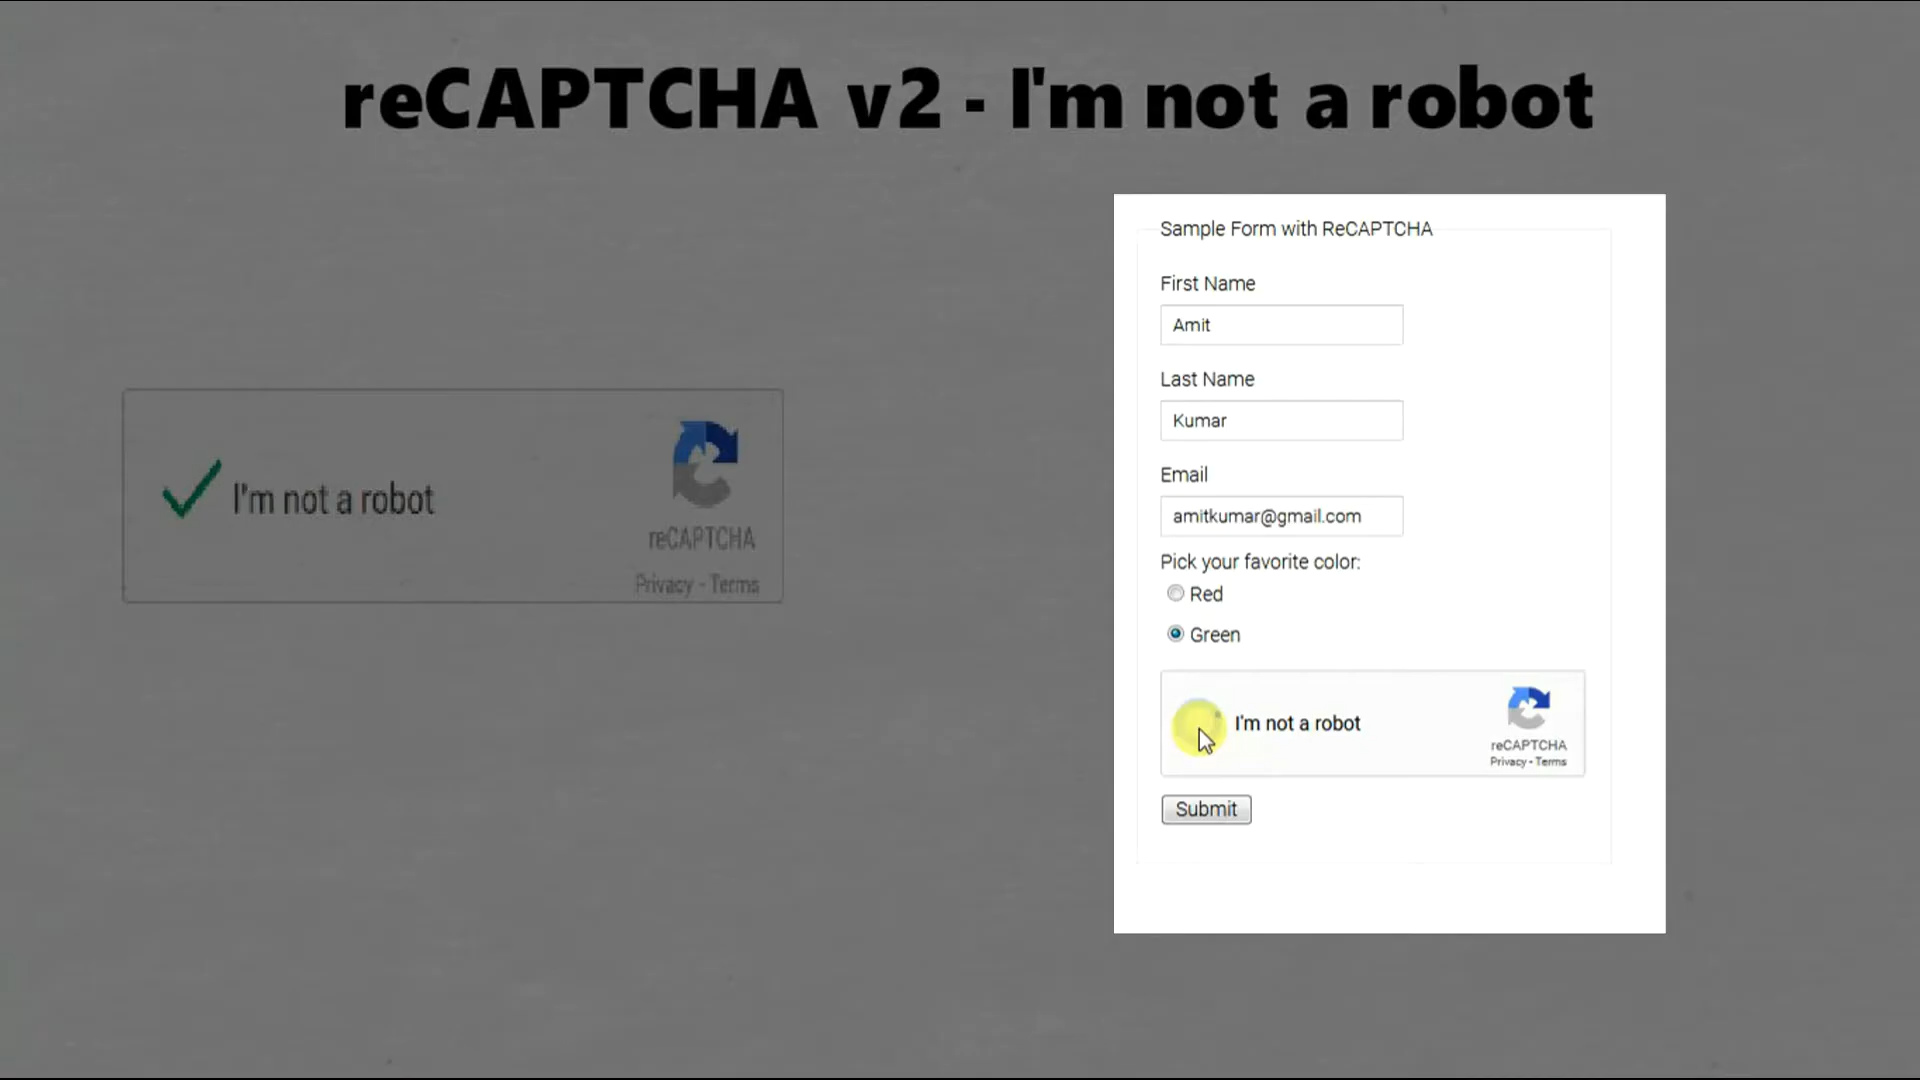 reCAPTCHA v2 - I'm not a robot
I'm not a robot
reCAPTCHA
Privacy - Terms
Sample Form with ReCAPTCHA
First Name
Amit
Last Name
Kumar
Email
amitkumar@gmail.com
Pick your favorite color:
Red
Green
I'm not a robot
reCAPTCHA
Privacy - Terms
Submit